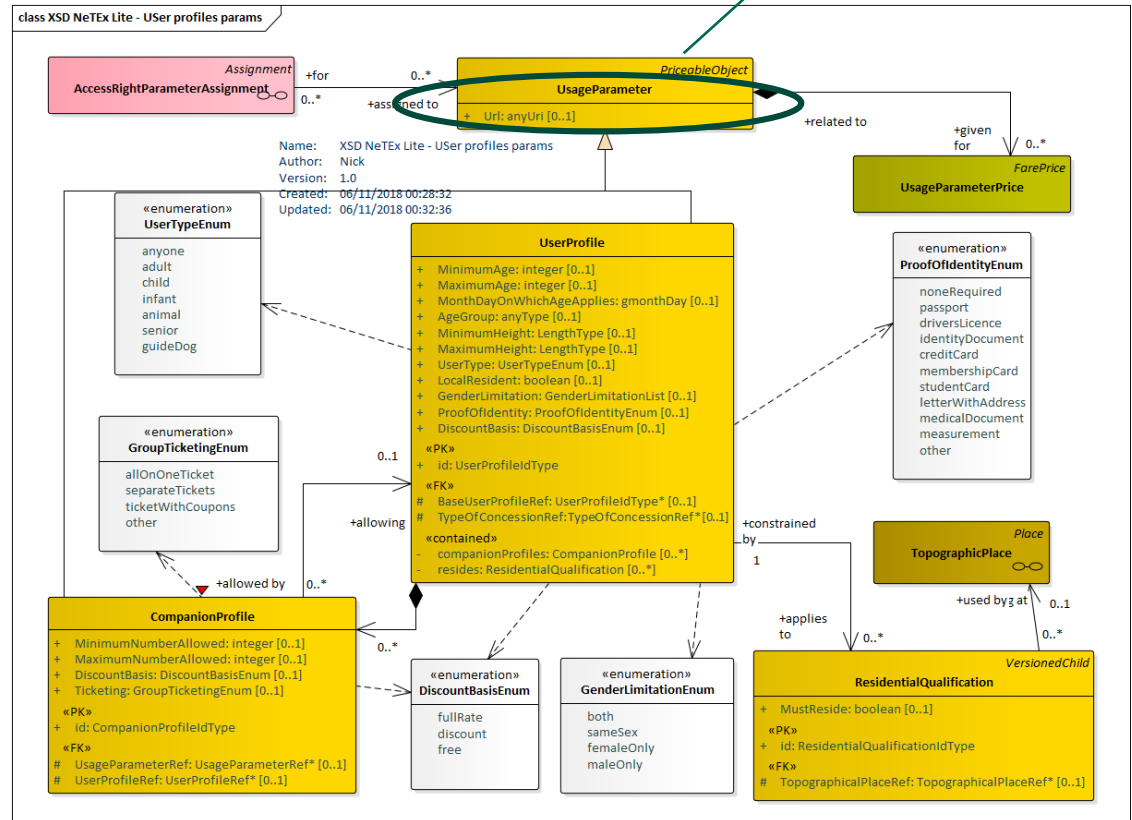 class XSD NeTEx Lite - USer profiles params
Assignment
AccessRightParameterAssignment
+for
0..*
0..*
+assigned to
PriceableObject
UsageParameter
+ Url: anyUri [0..1]
+related to
+given
for
0..*
FarePrice
UsageParameterPrice
Name: XSD NeTEx Lite - USer profiles params
Author: Nick
Version: 1.0
Created: 06/11/2018 00:28:32
Updated: 06/11/2018 00:32:36
«enumeration»
UserTypeEnum
anyone
adult
child
infant
animal
senior
guideDog
UserProfile
+ MinimumAge: integer [0..1]
+ MaximumAge: integer [0..1]
+ MonthDayOnWhichAgeApplies: gmonthDay [0..1]
+ AgeGroup: anyType [0..1]
+ MinimumHeight: LengthType [0..1]
+ MaximumHeight: LengthType [0..1]
+ UserType: UserTypeEnum [0..1]
+ LocalResident: boolean [0..1]
+ GenderLimitation: GenderLimitationList [0..1]
+ ProofOfIdentity: ProofOfIdentityEnum [0..1]
+ DiscountBasis: DiscountBasisEnum [0..1]
«PK»
+ id: UserProfileIdType
«FK»
# BaseUserProfileRef: UserProfileIdType* [0..1]
# TypeOfConcessionRef:TypeOfConcessionRef*[0..1]
«contained»
- companionProfiles: CompanionProfile [0..*]
- resides: ResidentialQualification [0..*]
«enumeration»
ProofOfIdentityEnum
noneRequired
passport
driversLicence
identityDocument
creditCard
membershipCard
studentCard
letterWithAddress
medicalDocument
measurement
other
«enumeration»
GroupTicketingEnum
allOnOneTicket
separateTickets
ticketWithCoupons
other
0..1
+allowing
+allowed by
0..*
0..*
+constrained
by
1
+applies
to
0..*
Place
TopographicPlace
+used by
at
0..1
0..*
CompanionProfile
+ MinimumNumberAllowed: integer [0..1]
+ MaximumNumberAllowed: integer [0..1]
+ DiscountBasis: DiscountBasisEnum [0..1]
+ Ticketing: GroupTicketingEnum [0..1]
«PK»
+ id: CompanionProfileIdType
«FK»
# UsageParameterRef: UsageParameterRef* [0..1]
# UserProfileRef: UserProfileRef* [0..1]
«enumeration»
DiscountBasisEnum
fullRate
discount
free
«enumeration»
GenderLimitationEnum
both
sameSex
femaleOnly
maleOnly
VersionedChild
ResidentialQualification
+ MustReside: boolean [0..1]
«PK»
+ id: ResidentialQualificationIdType
«FK»
# TopographicalPlaceRef: TopographicalPlaceRef* [0..1]